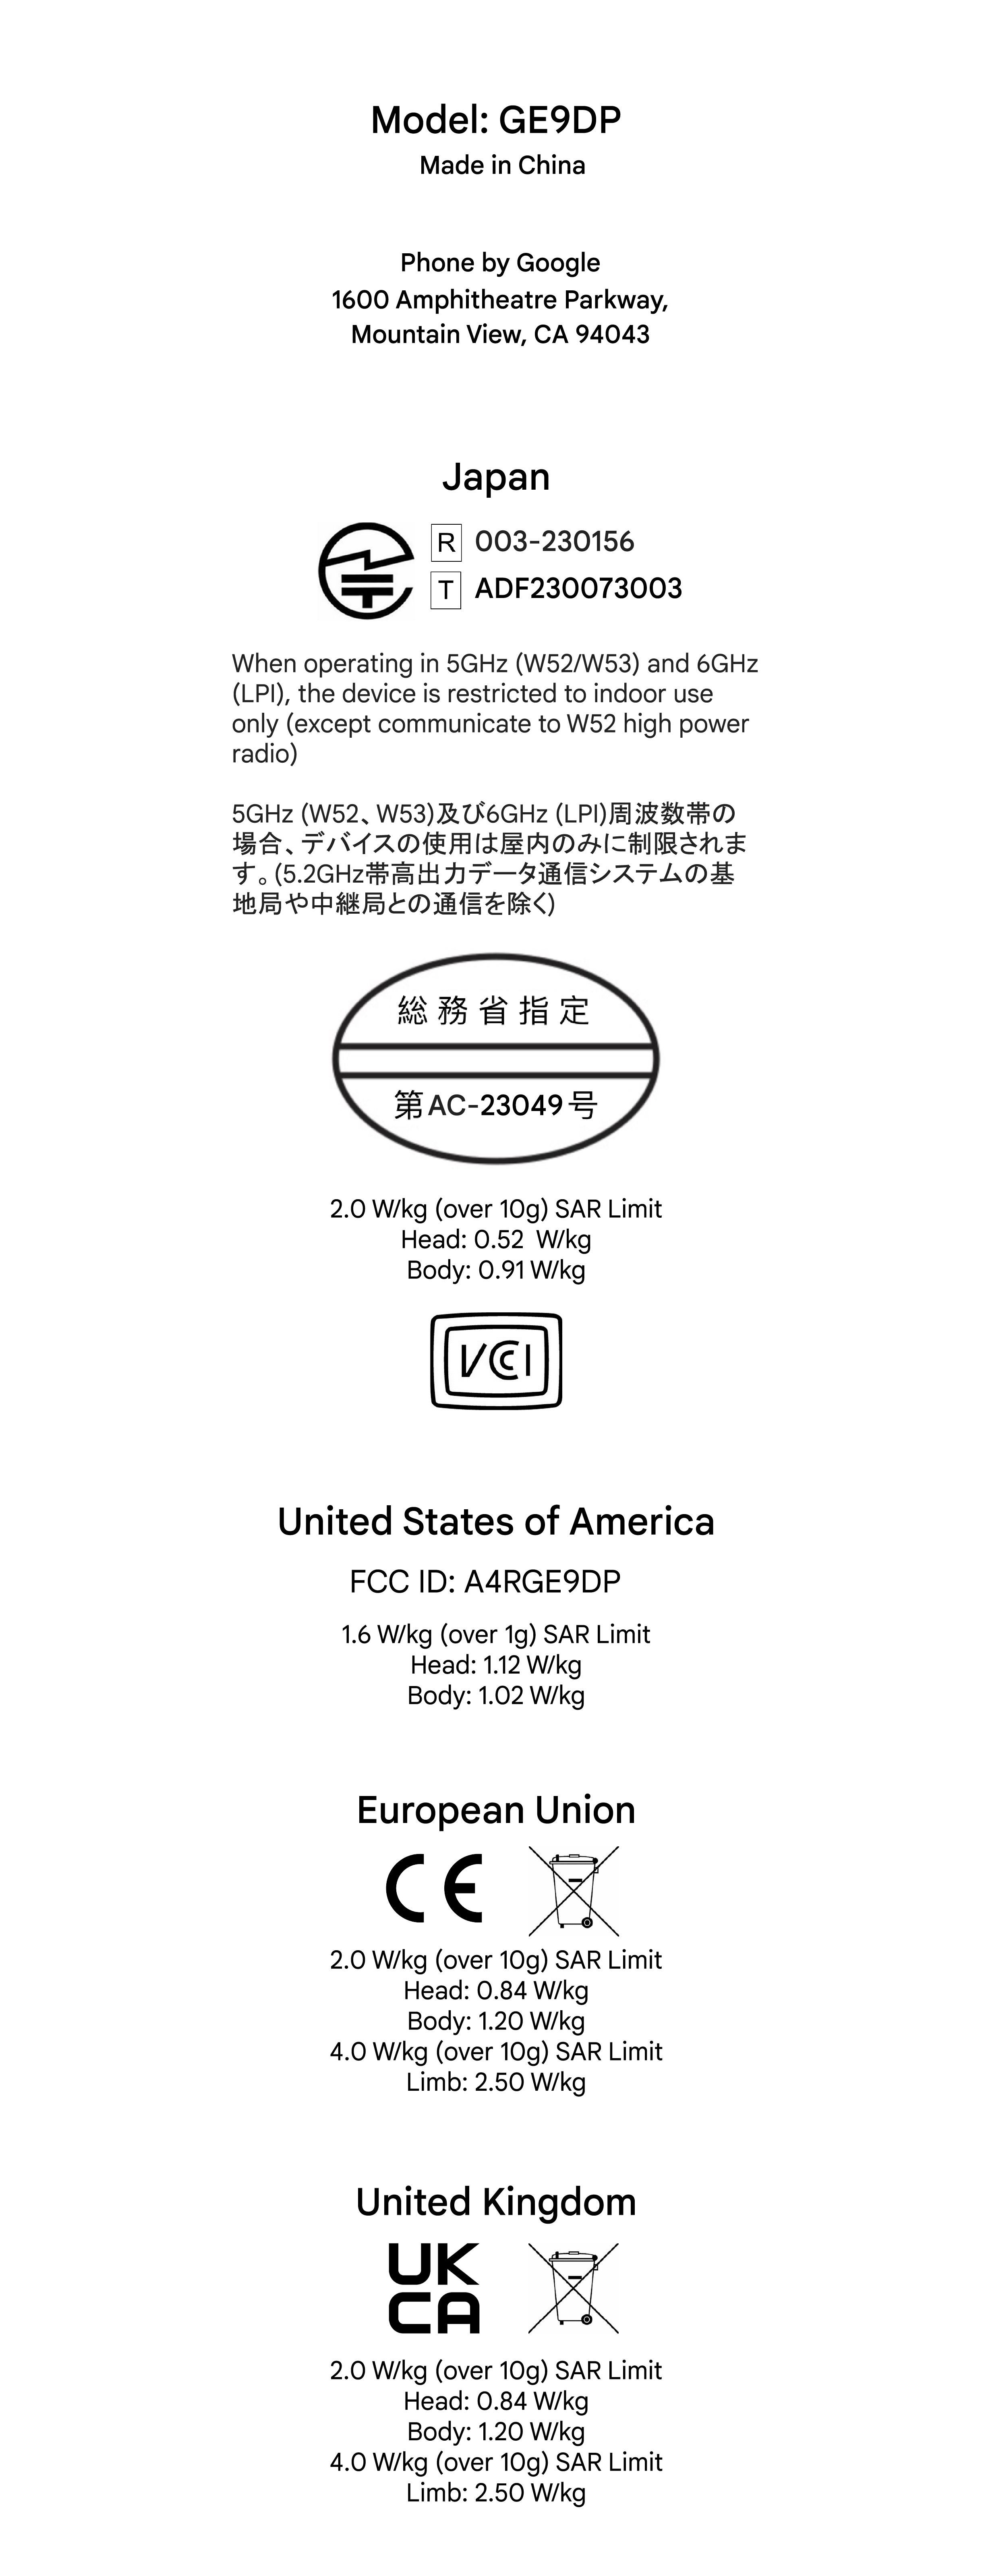 Model: GE9DP
Made in China
Phone by Google
1600 Amphitheatre Parkway,
Mountain View, CA 94043
Japan
R 003-230156
T ADF230073003
When operating in 5GHz (W52/W53) and 6GHz
(LPI), the device is restricted to indoor use
only (except communicate to W52 high power
radio)
5GHz (W52、W53)及び6GHz (LPI)周波数帯の
場合、デバイスの使用は屋内のみに制限されま
す。(5.2GHz帯高出力データ通信システムの基
地局や中継局との通信を除く)
総務省指定
第AC-23049号
2.0 W/kg (over 10g) SAR Limit
Head: 0.52 W/kg
Body: 0.91 W/kg
VCCI
United States of America
FCC ID: A4RGE9DP
1.6 W/kg (over 1g) SAR Limit
Head: 1.12 W/kg
Body: 1.02 W/kg
European Union
CE
2.0 W/kg (over 10g) SAR Limit
Head: 0.84 W/kg
Body: 1.20 W/kg
4.0 W/kg (over 10g) SAR Limit
Limb: 2.50 W/kg
United Kingdom
UK
CA
2.0 W/kg (over 10g) SAR Limit
Head: 0.84 W/kg
Body: 1.20 W/kg
4.0 W/kg (over 10g) SAR Limit
Limb: 2.50 W/kg